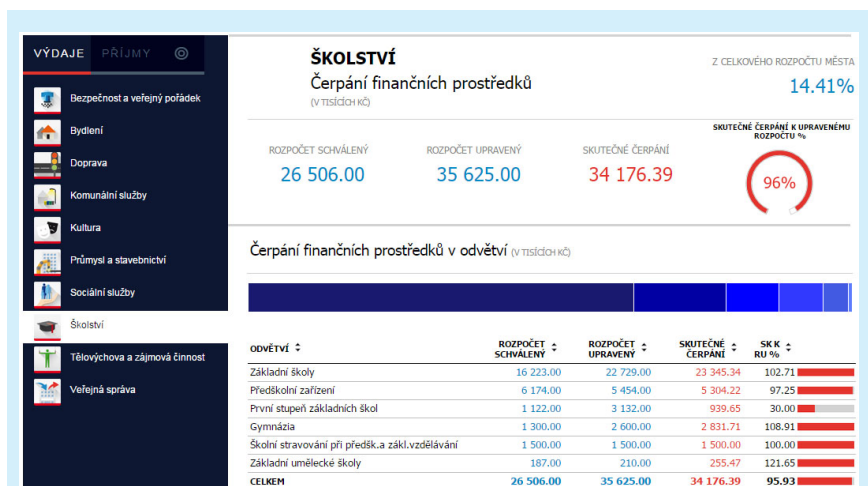 VÝDAJE PŘÍJMY
Bezpečnost a veřejný pořádek
Bydlení
Doprava
Komunální služby
Kultura
Průmysl a stavebnictví
Sociální služby
Školství
Tělovýchova a zájmová činnost
Veřejná správa
ŠKOLSTVÍ
Čerpání finančních prostředků
(V TISÍCÍCH KČ)
Z CELKOVÉHO ROZPOČTU MĚSTA
14.41%
ROZPOČET SCHVÁLENÝ ROZPOČET UPRAVENÝ SKUTEČNÉ ČERPÁNÍ
26 506.00 35 625.00 34 176.39
SKUTEČNÉ ČERPÁNÍ K UPRAVENÉMU
ROZPOČTU %
96%
Čerpání finančních prostředků v odvětví (V TISÍCÍCH KČ)
ODVĚTVÍ ROZPOČET SCHVÁLENÝ ROZPOČET UPRAVENÝ SKUTEČNÉ ČERPÁNÍ SK K RU %
Základní školy 16 223.00 22 729.00 23 345.34 102.71
Předškolní zařízení 6 174.00 5 454.00 5 304.22 97.25
První stupeň základních škol 1 122.00 3 132.00 939.65 30.00
Gymnázia 1 300.00 2 600.00 2 831.71 108.91
Školní stravování při předšk.a zákl.vzdělávání 1 500.00 1 500.00 1 500.00 100.00
Základní umělecké školy 187.00 210.00 255.47 121.65
CELKEM 26 506.00 35 625.00 34 176.39 95.93